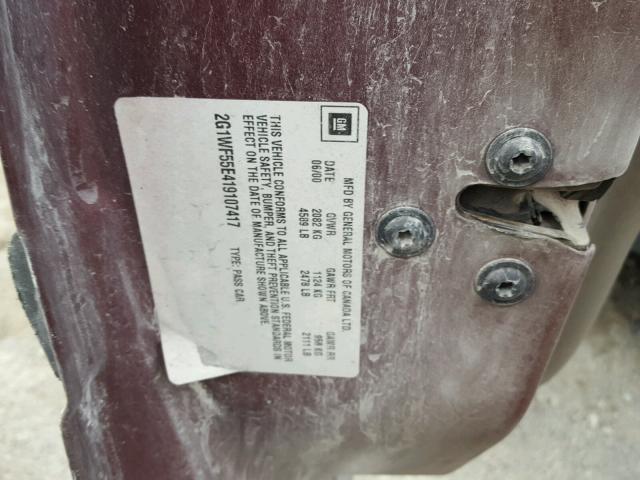 GM
MFD BY GENERAL MOTORS OF CANADA LTD.
DATE GVWR GAWR FRT GAWR RR
06/00 2082 KG 1124 KG 958 KG
4589 LB 2478 LB 2111 LB
THIS VEHICLE CONFORMS TO ALL APPLICABLE U.S. FEDERAL MOTOR
VEHICLE SAFETY, BUMPER, AND THEFT PREVENTION STANDARDS IN
EFFECT ON THE DATE OF MANUFACTURE SHOWN ABOVE.
2G1WF55E419107417 TYPE: PASS CAR